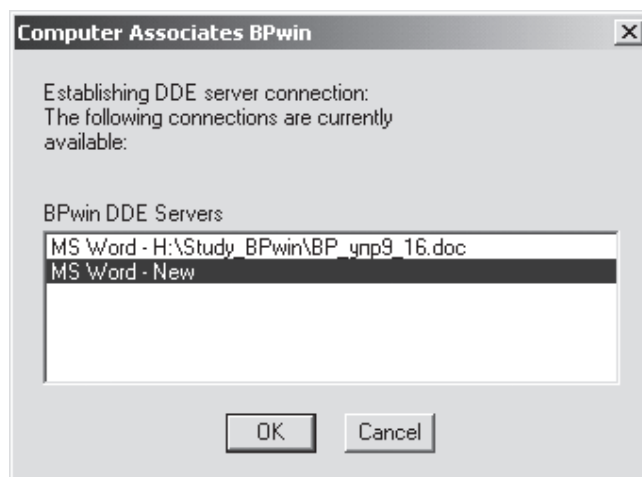 Computer Associates BPwin
Establishing DDE server connection:
The following connections are currently
available:
BPwin DDE Servers
MS Word - H:\Study_BPwin\BP_упр9_16.doc
MS Word - New
OK
Cancel